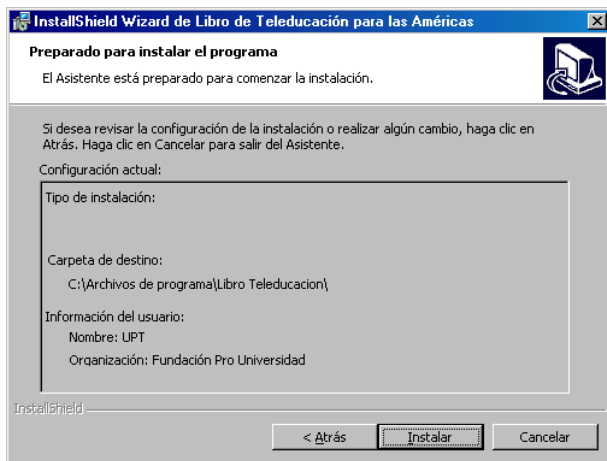 InstallShield Wizard de Libro de Teleducación para las Américas
Preparado para instalar el programa
El Asistente está preparado para comenzar la instalación.
Si desea revisar la configuración de la instalación o realizar algún cambio, haga clic en
Atrás. Haga clic en Cancelar para salir del Asistente.
Configuración actual:
Tipo de instalación:
Carpeta de destino:
C:\Archivos de programa\Libro Teleducacion\
Información del usuario:
Nombre: UPT
Organización: Fundación Pro Universidad
InstallShield
< Atrás
Instalar
Cancelar